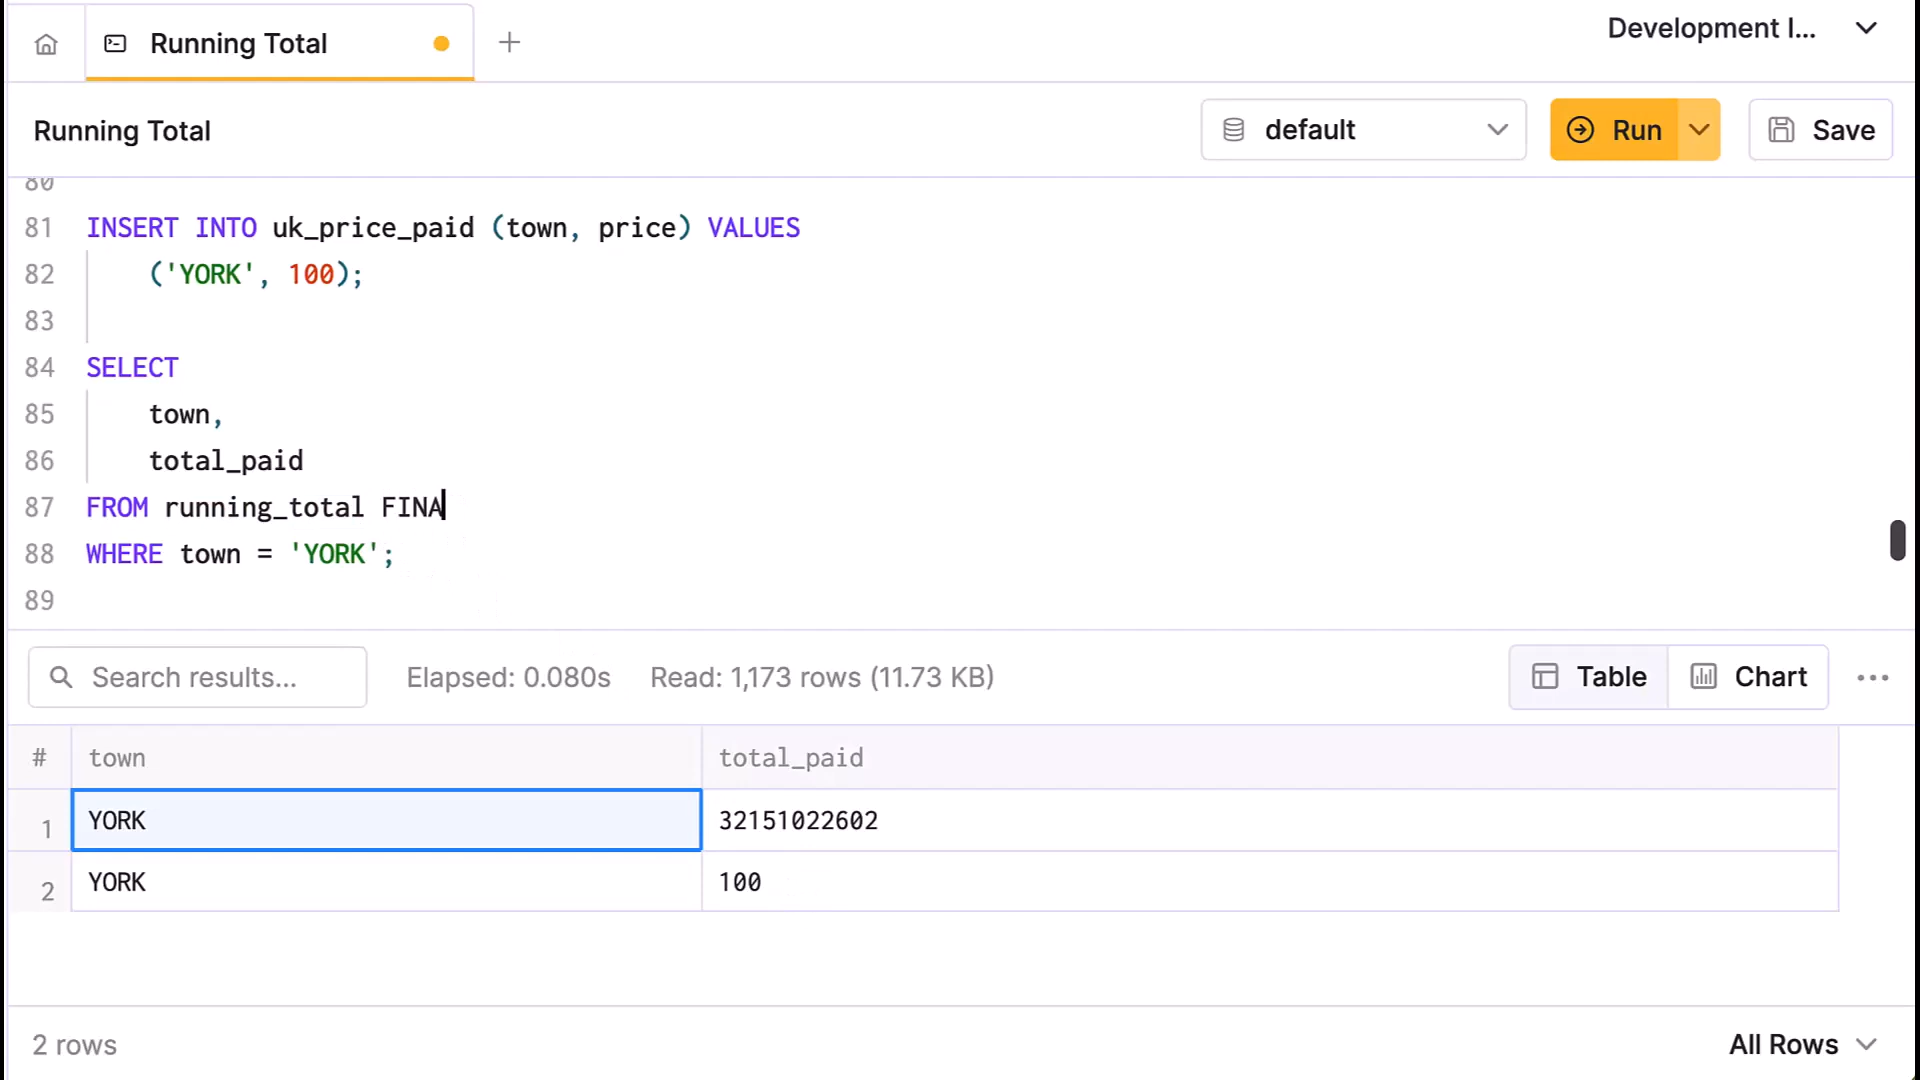 Running Total
Development I...
Running Total
default
Run
Save
80
81 INSERT INTO uk_price_paid (town, price) VALUES
82 ('YORK', 100);
83
84 SELECT
85 town,
86 total_paid
87 FROM running_total FINA
88 WHERE town = 'YORK';
89
Search results...
Elapsed: 0.080s
Read: 1,173 rows (11.73 KB)
Table
Chart
# town total_paid
1 YORK 32151022602
2 YORK 100
2 rows
All Rows